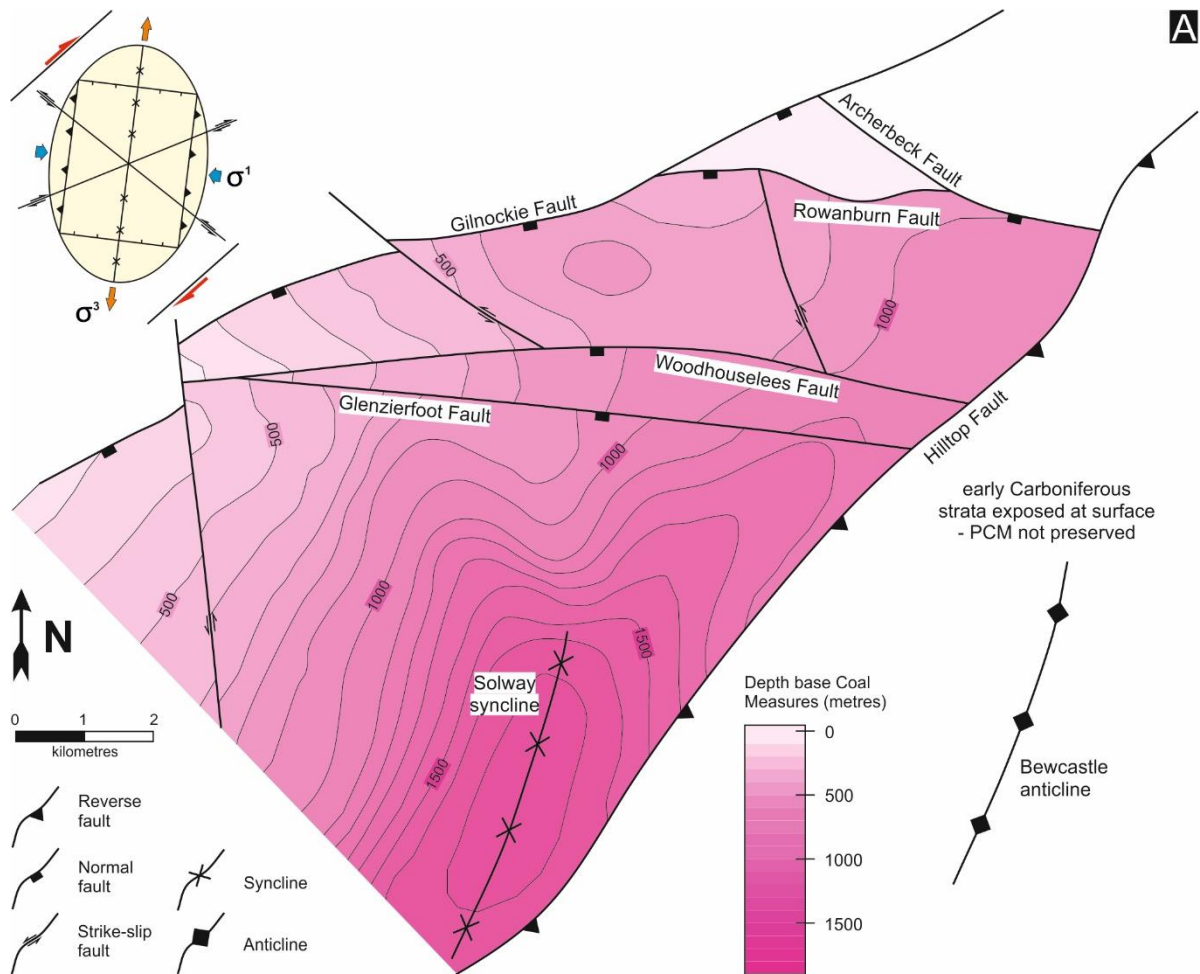 A
σ1
σ3
Archerbeck Fault
Gilnockie Fault
Rowanburn Fault
500
1000
Woodhouselees Fault
Glenzierfoot Fault
Hilltop Fault
500
1000
early Carboniferous
strata exposed at surface
- PCM not preserved
500
1000
1500
1500
Solway
syncline
N
0 1 2
kilometres
Reverse
fault
Normal
fault
Strike-slip
fault
Syncline
Anticline
Depth base Coal
Measures (metres)
0
500
1000
1500
Bewcastle
anticline